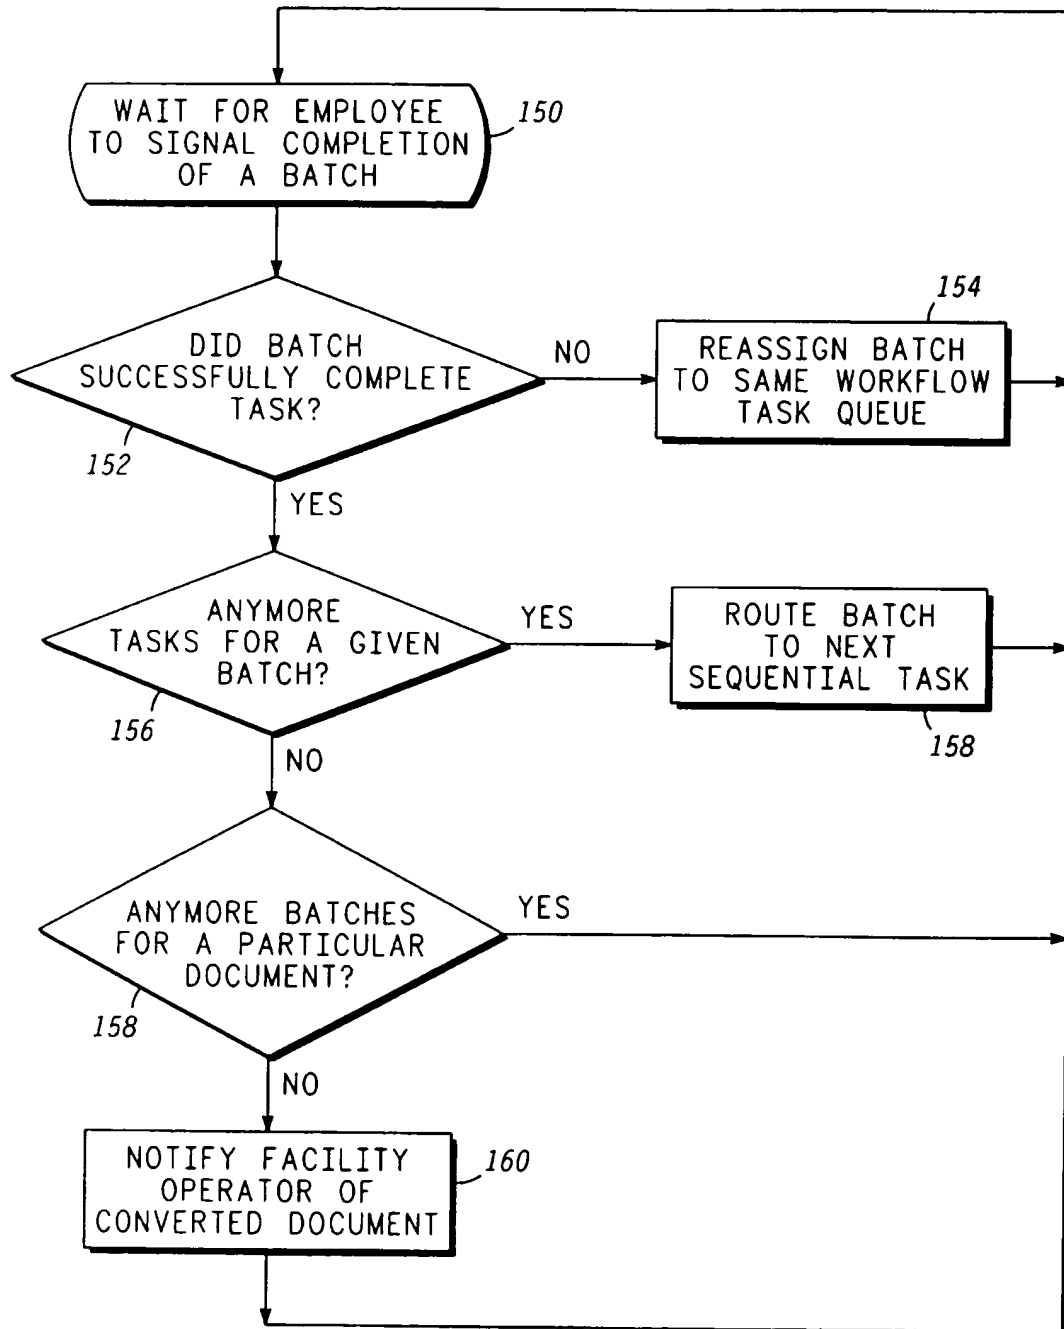 WAIT FOR EMPLOYEE
TO SIGNAL COMPLETION
OF A BATCH
150
DID BATCH
SUCCESSFULLY COMPLETE
TASK?
152
NO
154
REASSIGN BATCH
TO SAME WORKFLOW
TASK QUEUE
YES
ANYMORE
TASKS FOR A GIVEN
BATCH?
156
YES
ROUTE BATCH
TO NEXT
SEQUENTIAL TASK
158
NO
ANYMORE BATCHES
FOR A PARTICULAR
DOCUMENT?
158
YES
NO
NOTIFY FACILITY
OPERATOR OF
CONVERTED DOCUMENT
160